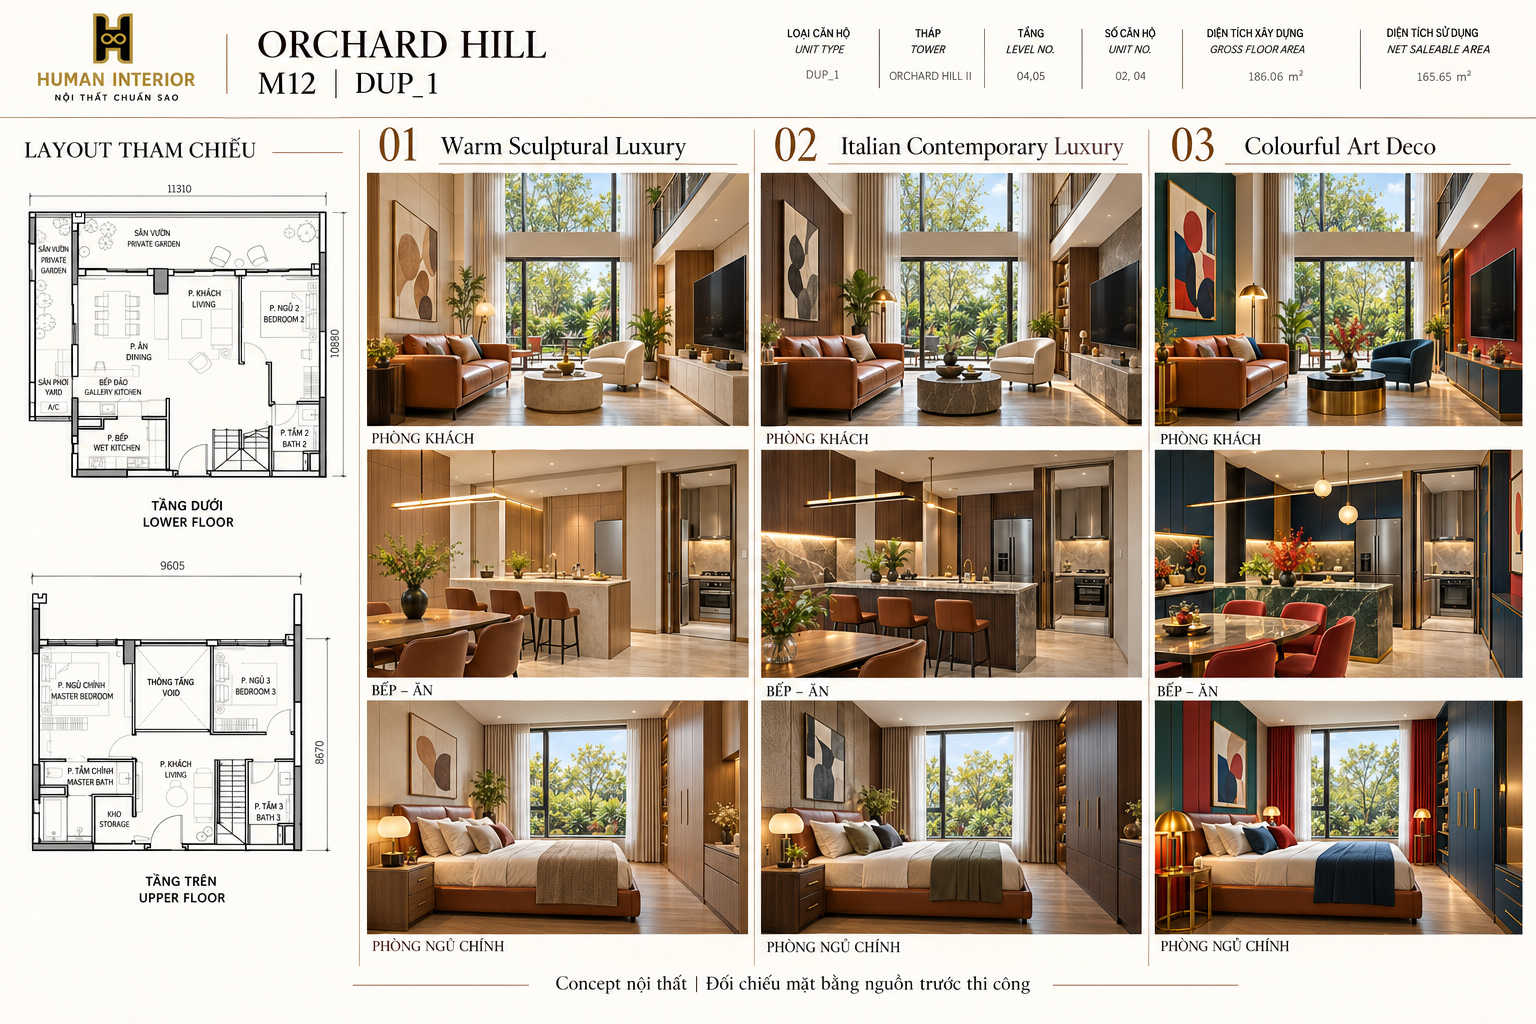 HUMAN INTERIOR
NỘI THẤT CHUẨN SAO
ORCHARD HILL
M12 | DUP_1
LOẠI CĂN HỘ
UNIT TYPE
DUP_1
THÁP
TOWER
ORCHARD HILL II
TẦNG
LEVEL NO.
04,05
SỐ CĂN HỘ
UNIT NO.
02, 04
DIỆN TÍCH XÂY DỰNG
GROSS FLOOR AREA
186.06 m²
DIỆN TÍCH SỬ DỤNG
NET SALEABLE AREA
165.65 m²
LAYOUT THAM CHIẾU
11310
SÂN VƯỜN
PRIVATE GARDEN
SÂN VƯỜN
PRIVATE
GARDEN
P. KHÁCH
LIVING
P. NGỦ 2
BEDROOM 2
10880
P. ĂN
DINING
SÂN PHƠI
YARD
A/C
BẾP ĐẢO
GALLERY KITCHEN
P. BẾP
WET KITCHEN
P. TẮM 2
BATH 2
TẦNG DƯỚI
LOWER FLOOR
9605
P. NGỦ CHÍNH
MASTER BEDROOM
THÔNG TẦNG
VOID
P. NGỦ 3
BEDROOM 3
8670
P. TẮM CHÍNH
MASTER BATH
P. KHÁCH
LIVING
KHO
STORAGE
P. TẮM 3
BATH 3
TẦNG TRÊN
UPPER FLOOR
01 Warm Sculptural Luxury
PHÒNG KHÁCH
BẾP – ĂN
PHÒNG NGỦ CHÍNH
02 Italian Contemporary Luxury
PHÒNG KHÁCH
BẾP – ĂN
PHÒNG NGỦ CHÍNH
03 Colourful Art Deco
PHÒNG KHÁCH
BẾP – ĂN
PHÒNG NGỦ CHÍNH
Concept nội thất | Đối chiếu mặt bằng nguồn trước thi công